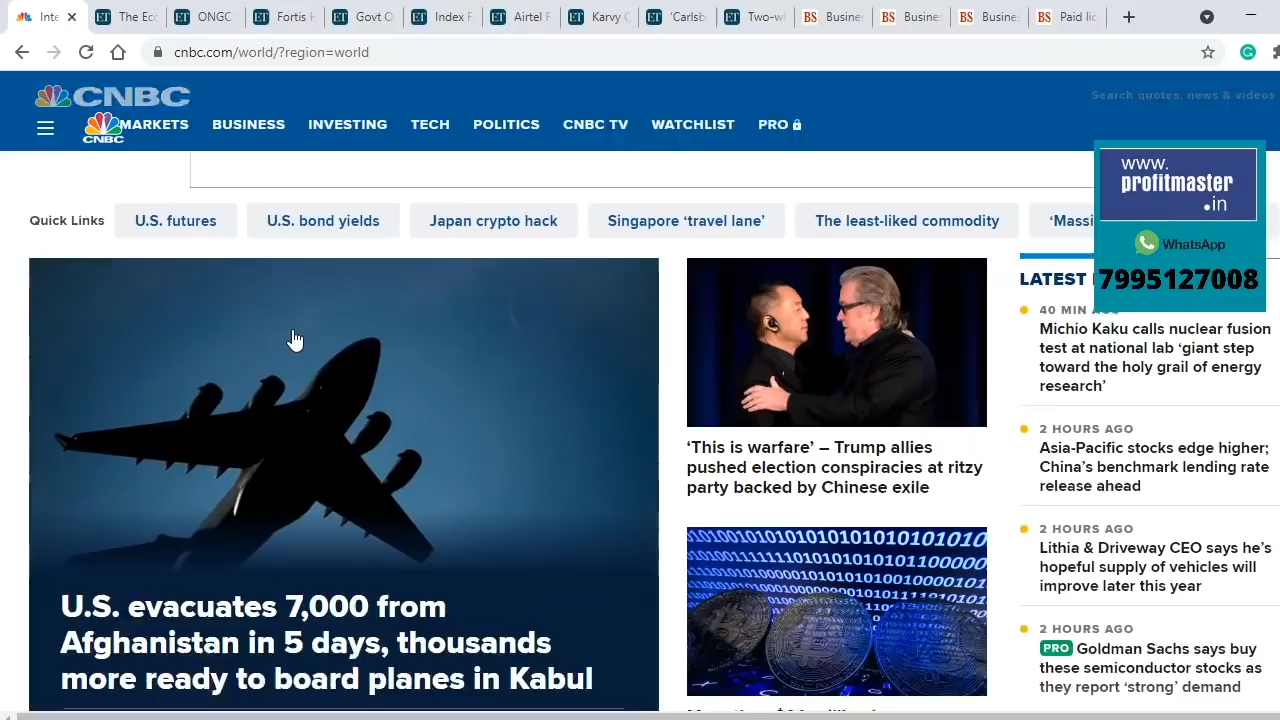 Inte
The Ec
ONGC
Fortis H
Govt O
Index F
Airtel F
Karvy C
'Carlsb
Two-w
BS Busine
BS Busine
BS Busine
BS Paid lic
cnbc.com/world/?region=world
CNBC
Search quotes, news & videos
CNBC
MARKETS
BUSINESS
INVESTING
TECH
POLITICS
CNBC TV
WATCHLIST
PRO
www.
profitmaster
.in
WhatsApp
7995127008
Quick Links
U.S. futures
U.S. bond yields
Japan crypto hack
Singapore ‘travel lane’
The least-liked commodity
‘Massi
LATEST
40 MIN AGO
Michio Kaku calls nuclear fusion
test at national lab ‘giant step
toward the holy grail of energy
research’
2 HOURS AGO
Asia-Pacific stocks edge higher;
China’s benchmark lending rate
release ahead
2 HOURS AGO
Lithia & Driveway CEO says he’s
hopeful supply of vehicles will
improve later this year
2 HOURS AGO
PRO Goldman Sachs says buy
these semiconductor stocks as
they report ‘strong’ demand
‘This is warfare’ – Trump allies
pushed election conspiracies at ritzy
party backed by Chinese exile
U.S. evacuates 7,000 from
Afghanistan in 5 days, thousands
more ready to board planes in Kabul